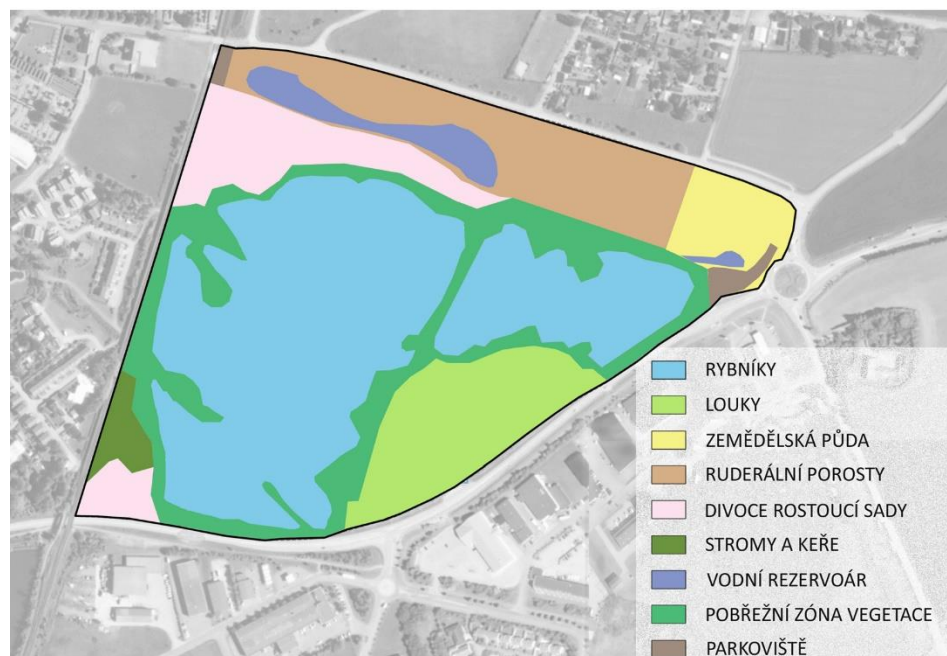 RYBNÍKY
LOUKY
ZEMĚDĚLSKÁ PŮDA
RUDERÁLNÍ POROSTY
DIVOCE ROSTOUCÍ SADY
STROMY A KEŘE
VODNÍ REZERVOÁR
POBŘEŽNÍ ZÓNA VEGETACE
PARKOVIŠTĚ